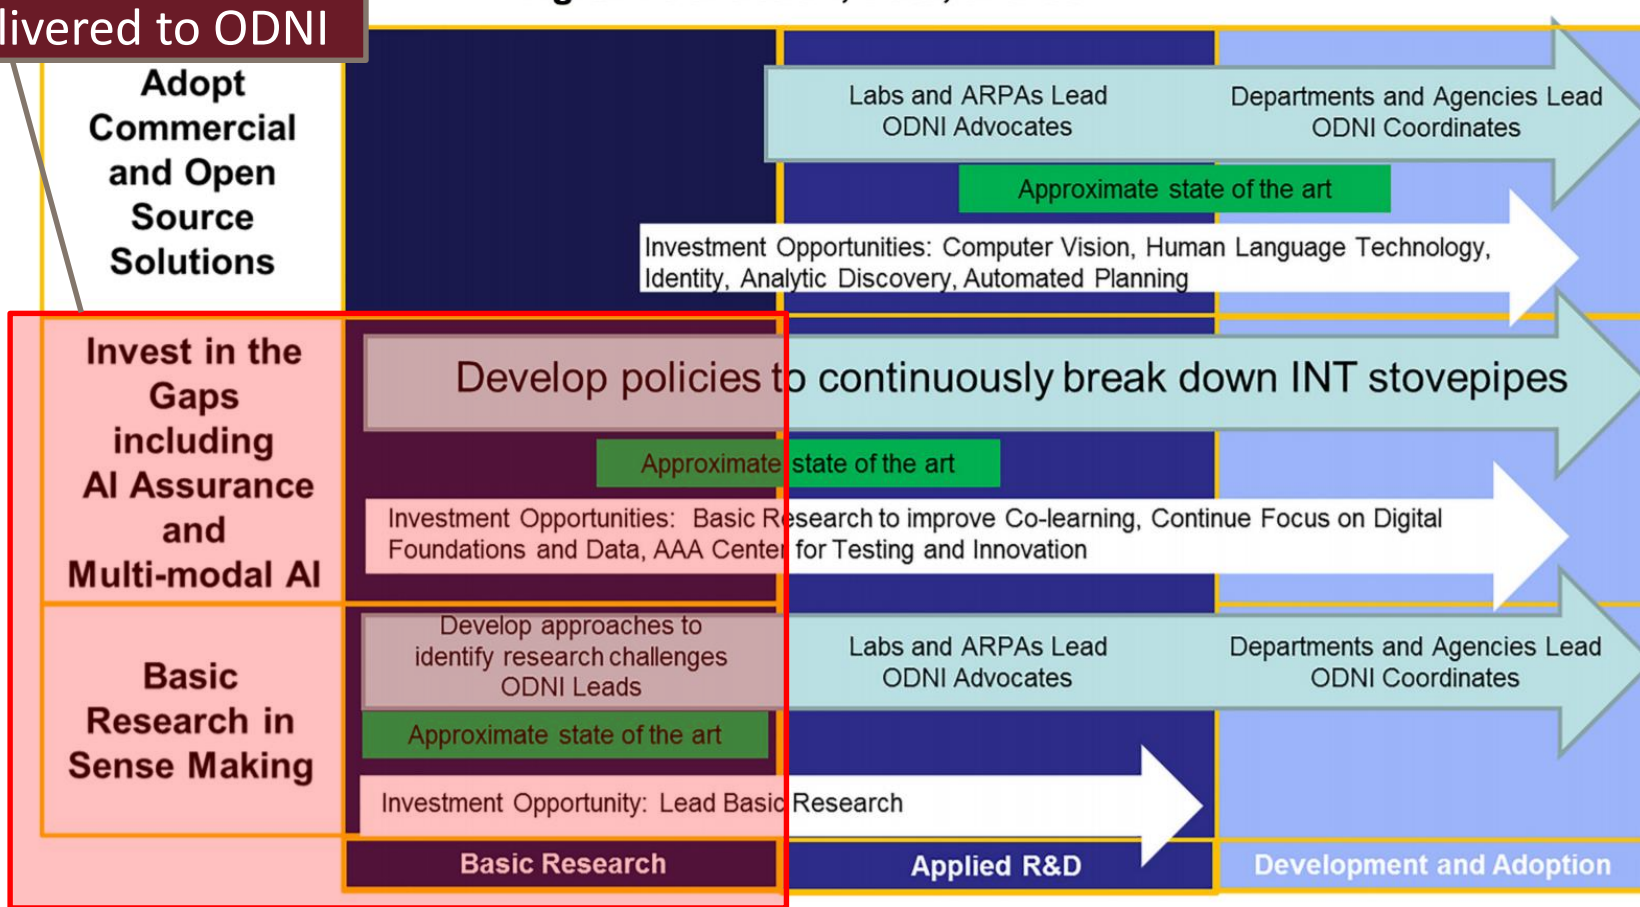 livered to ODNI
Adopt
Commercial
and Open
Source
Solutions
Labs and ARPAs Lead
ODNI Advocates
Departments and Agencies Lead
ODNI Coordinates
Approximate state of the art
Investment Opportunities: Computer Vision, Human Language Technology,
Identity, Analytic Discovery, Automated Planning
Invest in the
Gaps
including
AI Assurance
and
Multi-modal AI
Develop policies to continuously break down INT stovepipes
Approximate state of the art
Investment Opportunities: Basic Research to improve Co-learning, Continue Focus on Digital
Foundations and Data, AAA Center for Testing and Innovation
Basic
Research in
Sense Making
Develop approaches to
identify research challenges
ODNI Leads
Labs and ARPAs Lead
ODNI Advocates
Departments and Agencies Lead
ODNI Coordinates
Approximate state of the art
Investment Opportunity: Lead Basic Research
Basic Research
Applied R&D
Development and Adoption